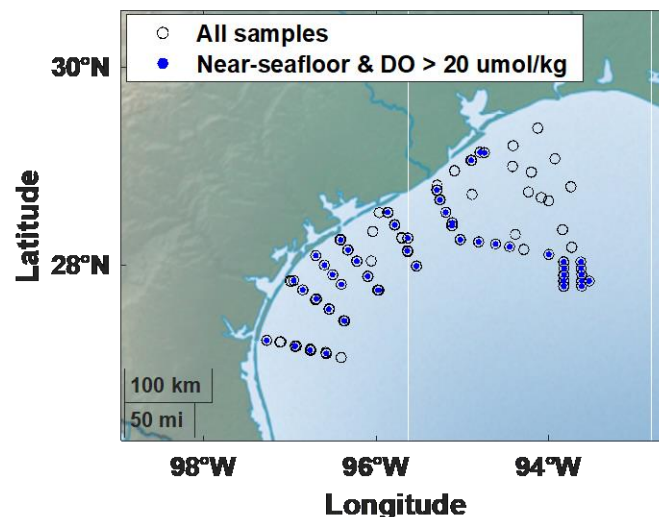 All samples
Near-seafloor & DO > 20 umol/kg
30°N
28°N
Latitude
100 km
50 mi
98°W
96°W
94°W
Longitude